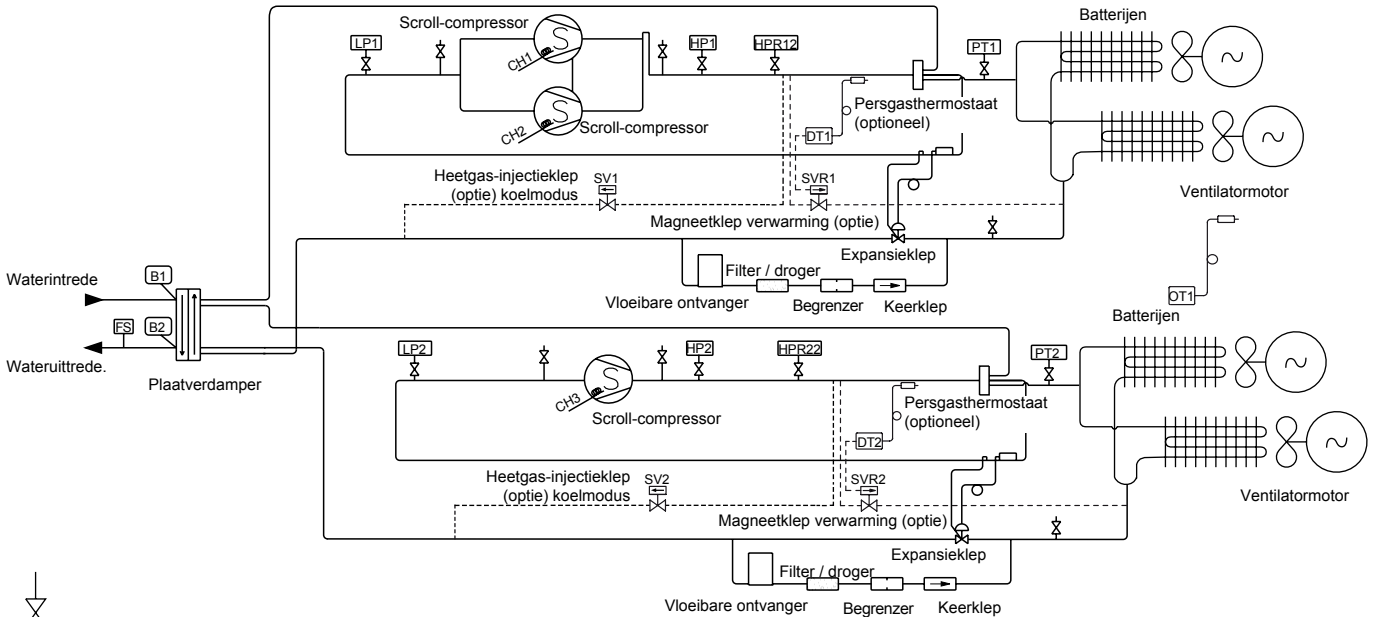 Scroll-compressor
Batterijen
LP1
HP1
HPR12
PT1
S
CH1
S
CH2
Scroll-compressor
Persgasthermostaat
(optioneel)
DT1
Heetgas-injectieklep
(optie) koelmodus
SV1
SVR1
Ventilatormotor
Magneetklep verwarming (optie)
Expansieklep
Waterintrede
B1
Filter / droger
Vloeibare ontvanger
Begrenzer
Keerklep
OT1
Batterijen
FS
B2
Wateruittrede.
Plaatverdamper
LP2
HP2
HPR22
PT2
S
CH3
Scroll-compressor
Persgasthermostaat
(optioneel)
DT2
Heetgas-injectieklep
(optie) koelmodus
SV2
SVR2
Ventilatormotor
Magneetklep verwarming (optie)
Expansieklep
Filter / droger
Vloeibare ontvanger
Begrenzer
Keerklep